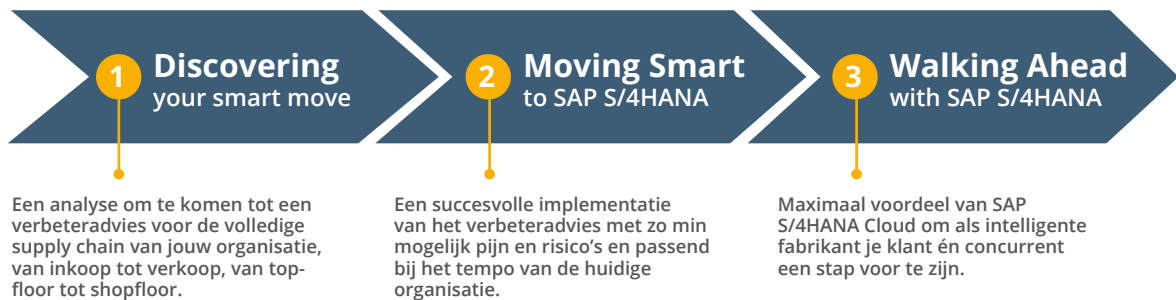 1
Discovering
your smart move
2
Moving Smart
to SAP S/4HANA
3
Walking Ahead
with SAP S/4HANA
Een analyse om te komen tot een
verbeteradvies voor de volledige
supply chain van jouw organisatie,
van inkoop tot verkoop, van top-
floor tot shopfloor.
Een succesvolle implementatie
van het verbeteradvies met zo min
mogelijk pijn en risico’s en passend
bij het tempo van de huidige
organisatie.
Maximaal voordeel van SAP
S/4HANA Cloud om als intelligente
fabrikant je klant én concurrent
een stap voor te zijn.